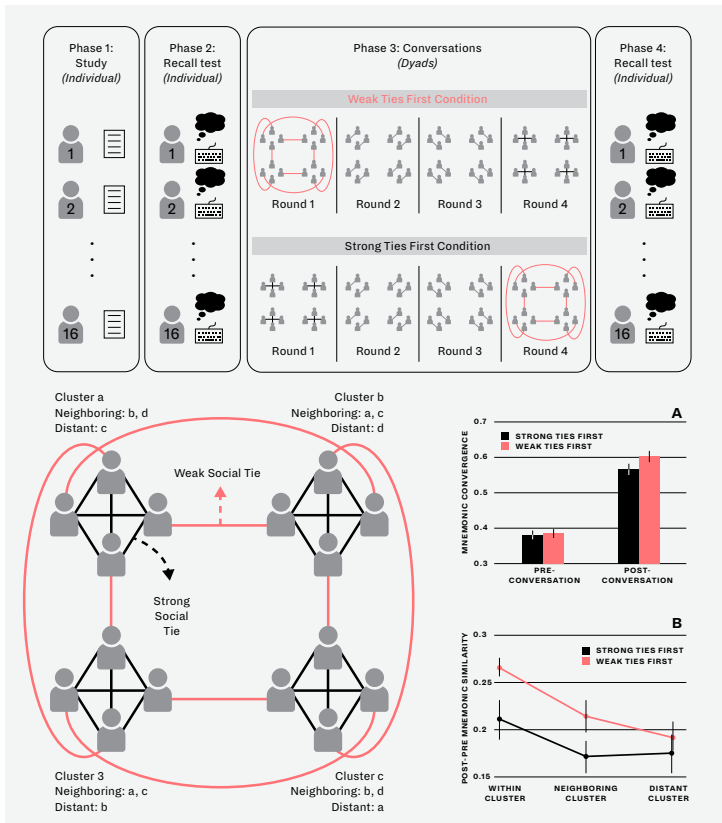 Phase 1:
Study
(Individual)
1
2
16
Phase 2:
Recall test
(Individual)
1
2
16
Phase 3: Conversations
(Dyads)
Weak Ties First Condition
Round 1
Round 2
Round 3
Round 4
Strong Ties First Condition
Round 1
Round 2
Round 3
Round 4
Phase 4:
Recall test
(Individual)
1
2
16
Cluster a
Neighboring: b, d
Distant: c
Cluster b
Neighboring: a, c
Distant: d
Weak Social Tie
Strong
Social
Tie
Cluster 3
Neighboring: a, c
Distant: b
Cluster c
Neighboring: b, d
Distant: a
A
MNEMONIC CONVERGENCE
0.7
0.6
0.5
0.4
0.3
STRONG TIES FIRST
WEAK TIES FIRST
PRE-
CONVERSATION
POST-
CONVERSATION
B
POST-PRE MNEMONIC SIMILARITY
0.3
0.25
0.2
0.15
STRONG TIES FIRST
WEAK TIES FIRST
WITHIN
CLUSTER
NEIGHBORING
CLUSTER
DISTANT
CLUSTER